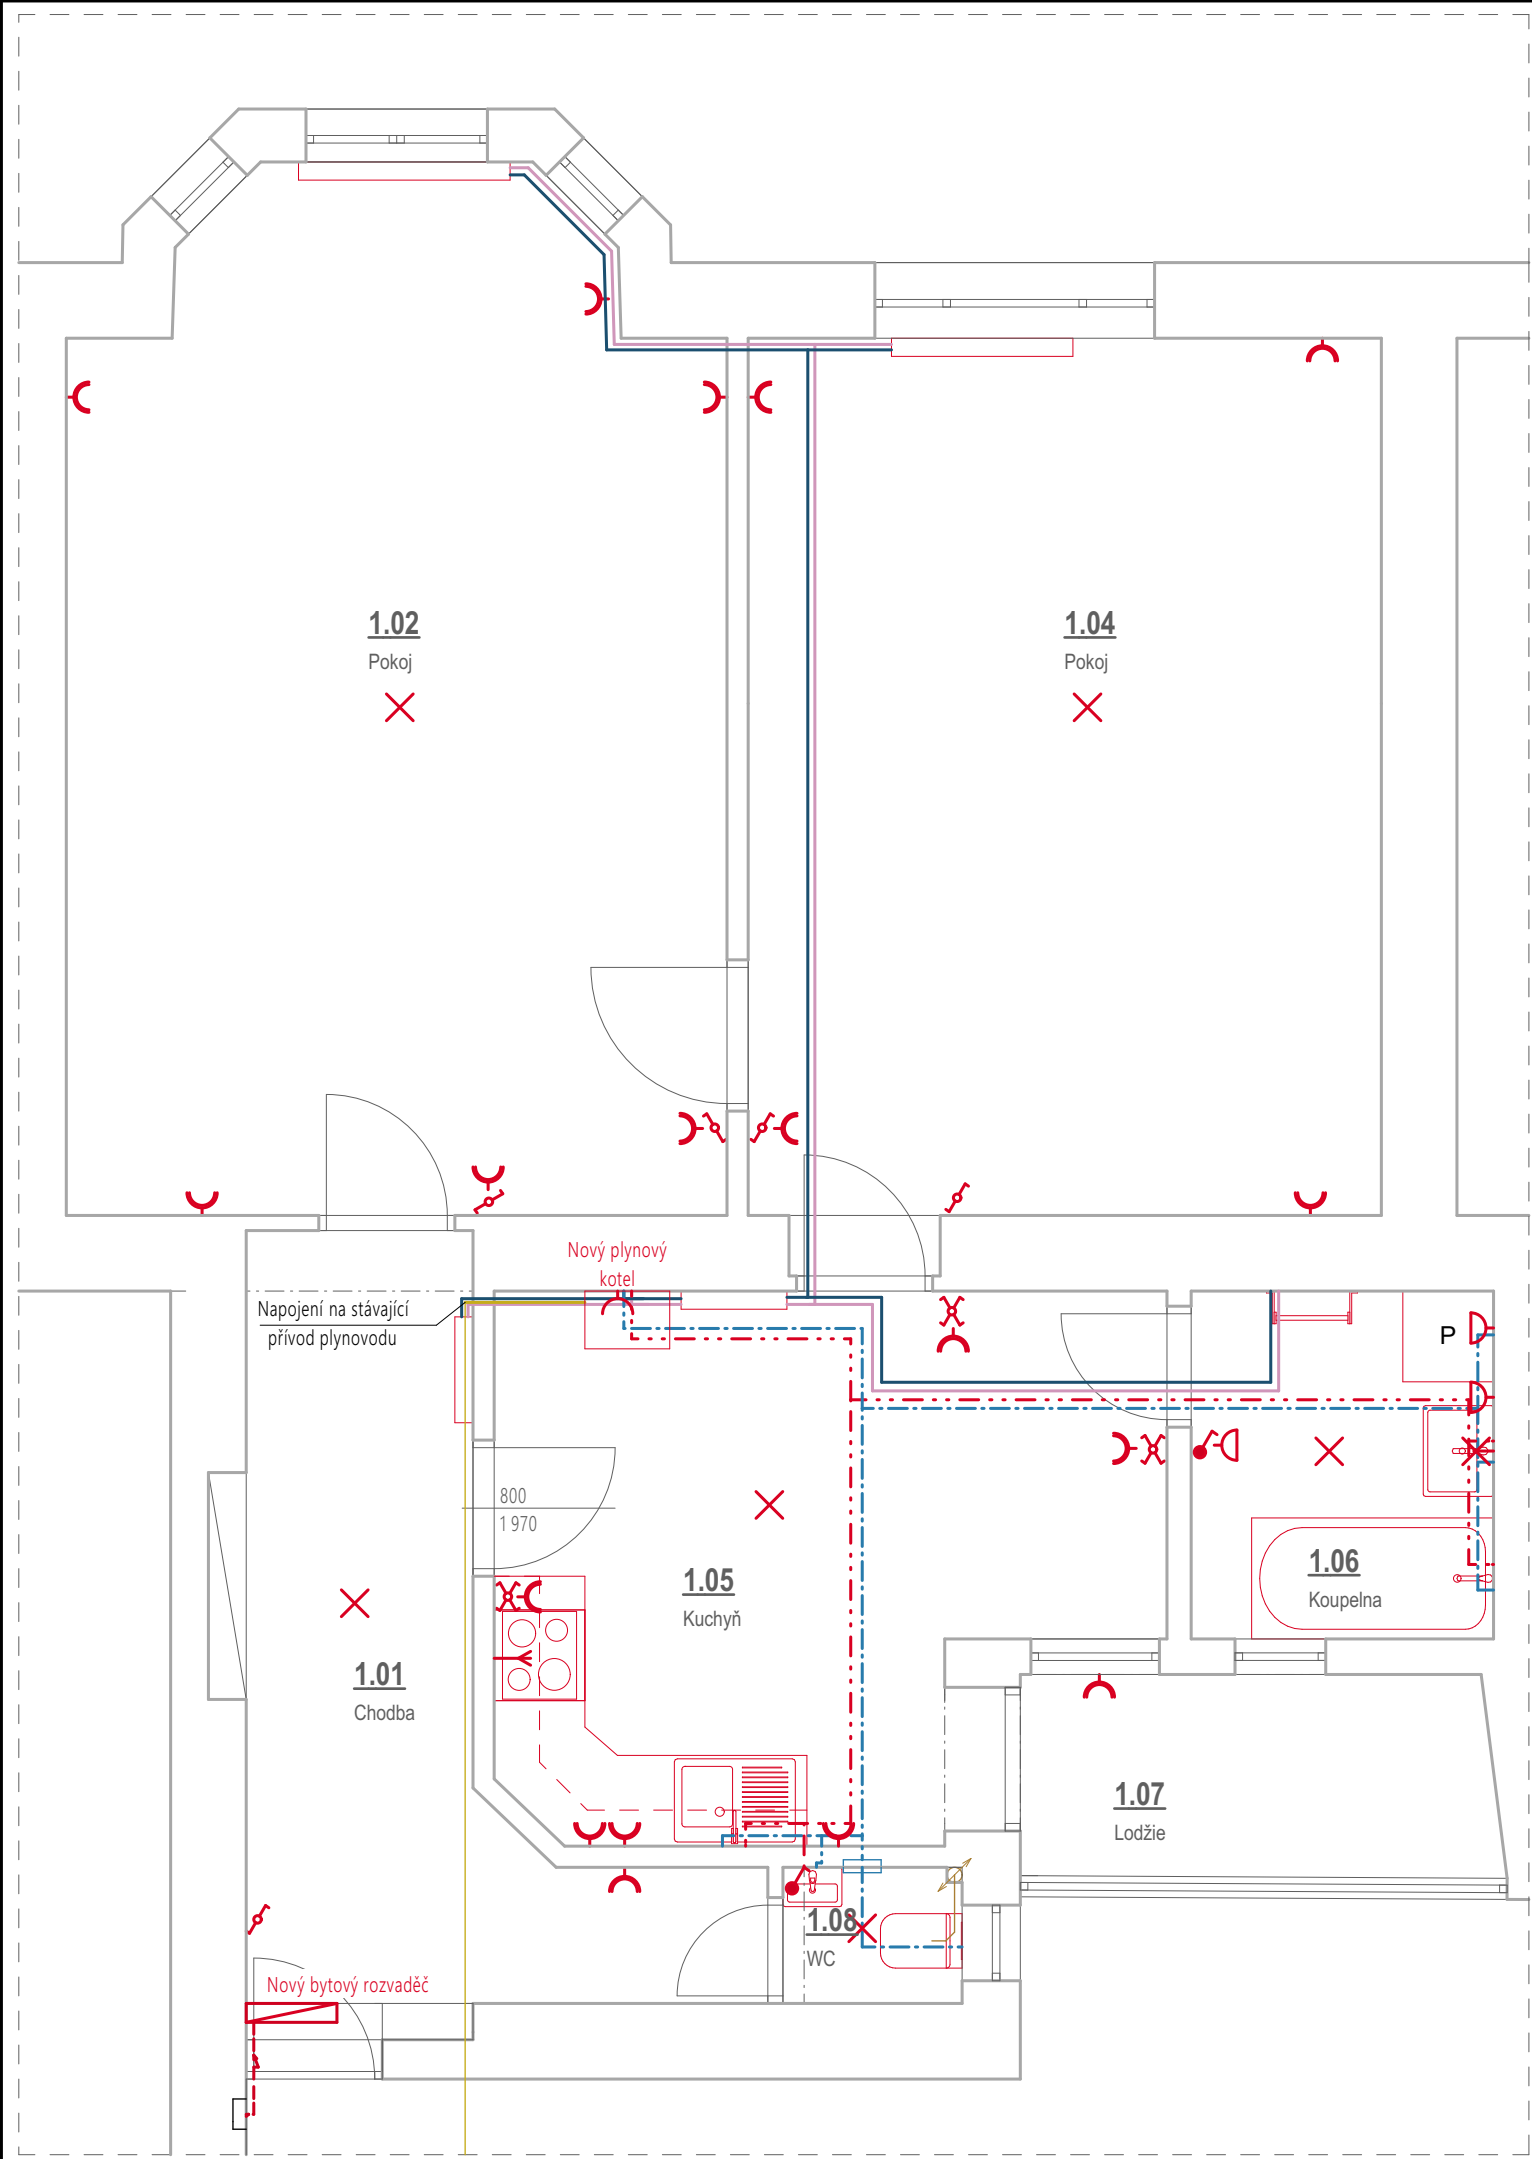 1.02
Pokoj
1.04
Pokoj
Nový plynový
kotel
Napojení na stávající
přívod plynovodu
P
800
1 970
1.05
Kuchyň
1.06
Koupelna
1.01
Chodba
1.07
Lodžie
1.08
WC
Nový bytový rozvaděč